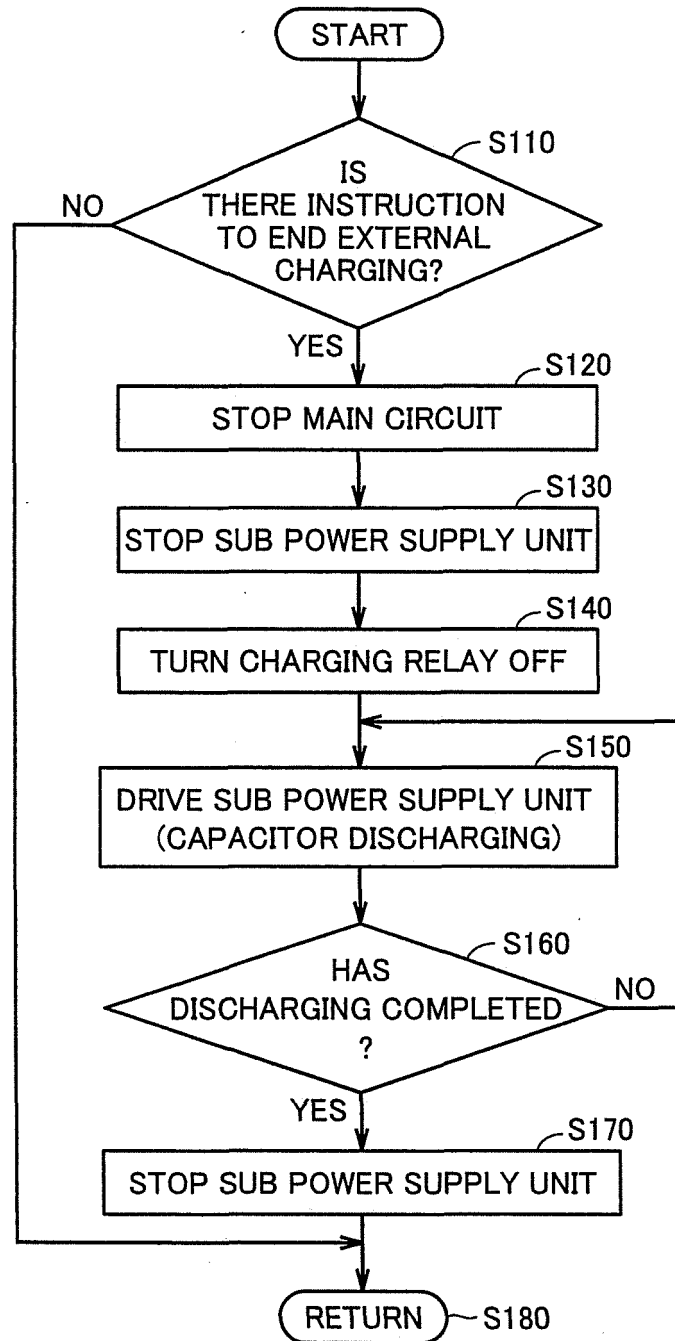 START
S110
IS
THERE INSTRUCTION
TO END EXTERNAL
CHARGING?
NO
YES
S120
STOP MAIN CIRCUIT
S130
STOP SUB POWER SUPPLY UNIT
S140
TURN CHARGING RELAY OFF
S150
DRIVE SUB POWER SUPPLY UNIT
(CAPACITOR DISCHARGING)
S160
HAS
DISCHARGING COMPLETED
?
NO
YES
S170
STOP SUB POWER SUPPLY UNIT
RETURN
S180